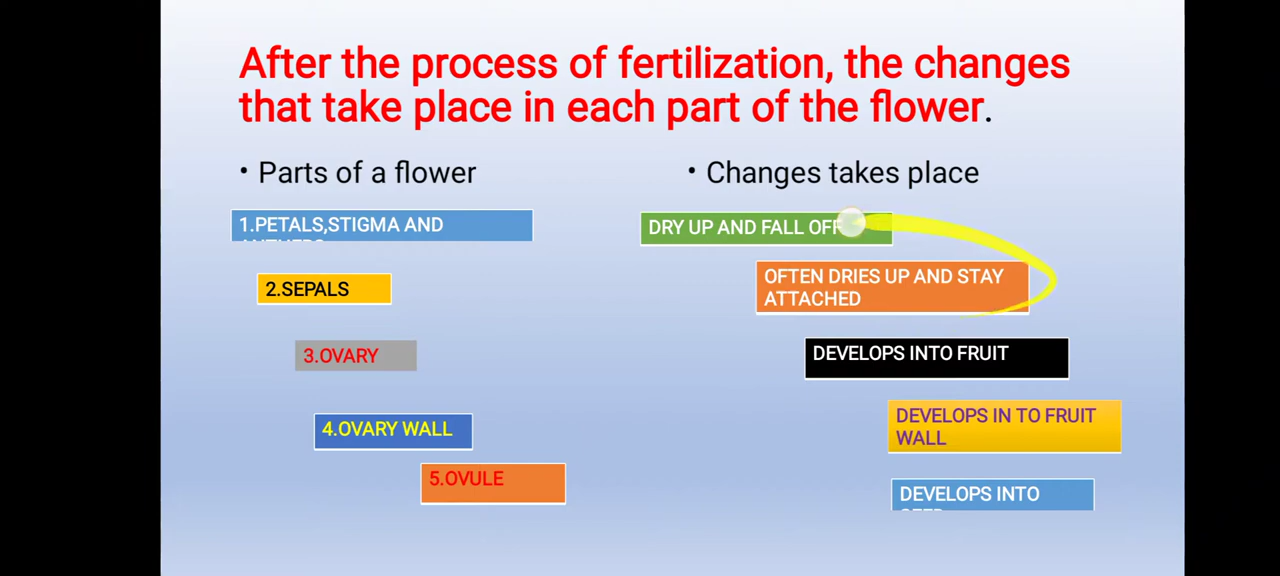 After the process of fertilization, the changes
that take place in each part of the flower.
• Parts of a flower
• Changes takes place
1.PETALS,STIGMA AND
DRY UP AND FALL OFF
2.SEPALS
OFTEN DRIES UP AND STAY
ATTACHED
3.OVARY
DEVELOPS INTO FRUIT
4.OVARY WALL
DEVELOPS IN TO FRUIT
WALL
5.OVULE
DEVELOPS INTO